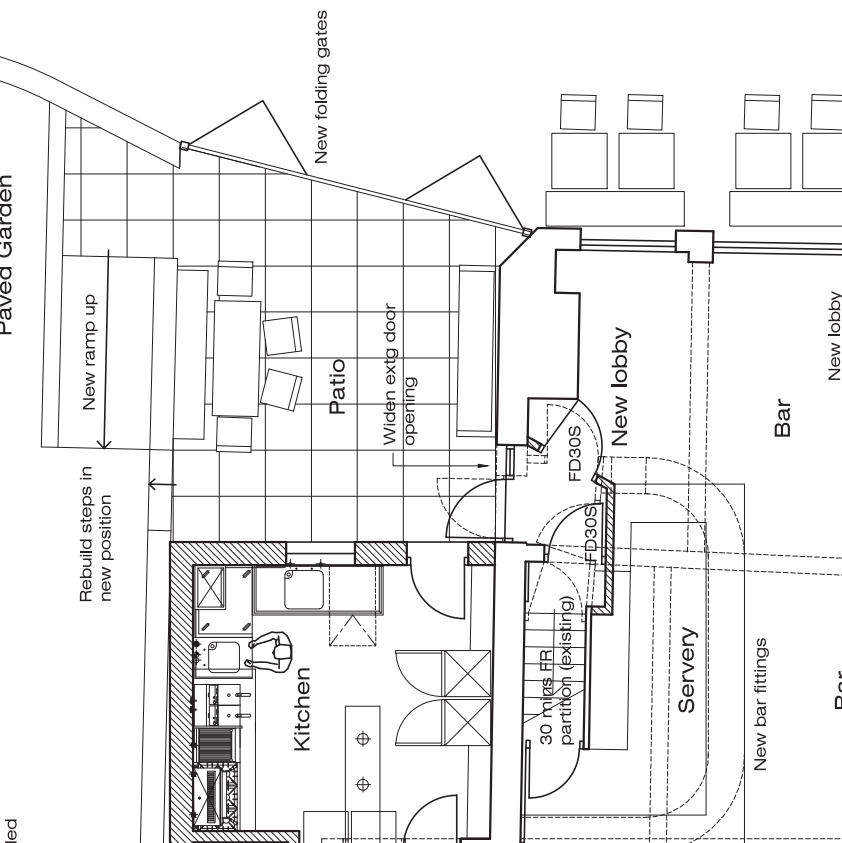 Paved Garden
New ramp up
Rebuild steps in
new position
New folding gates
Patio
Widen extg door
opening
Kitchen
FD30S
FD30S
New lobby
30 mins FR
partition (existing)
Servery
New bar fittings
Bar
New lobby